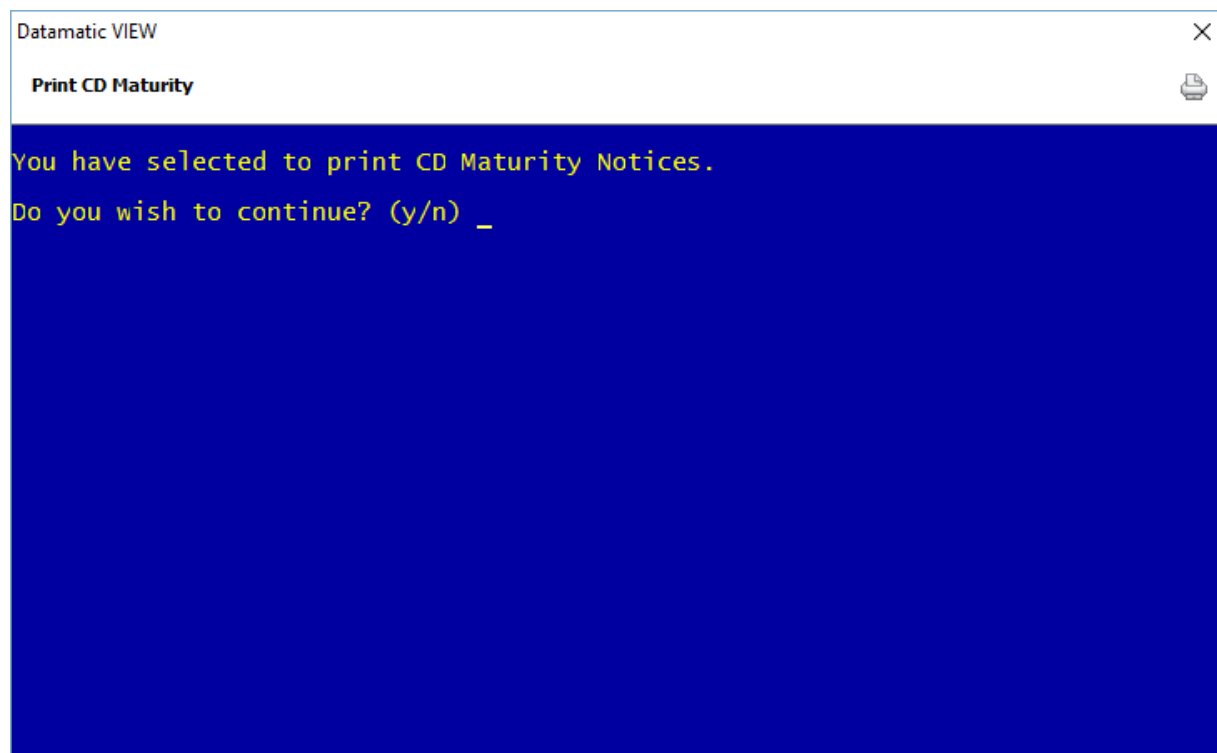 Datamatic VIEW
Print CD Maturity
You have selected to print CD Maturity Notices.
Do you wish to continue? (y/n) _